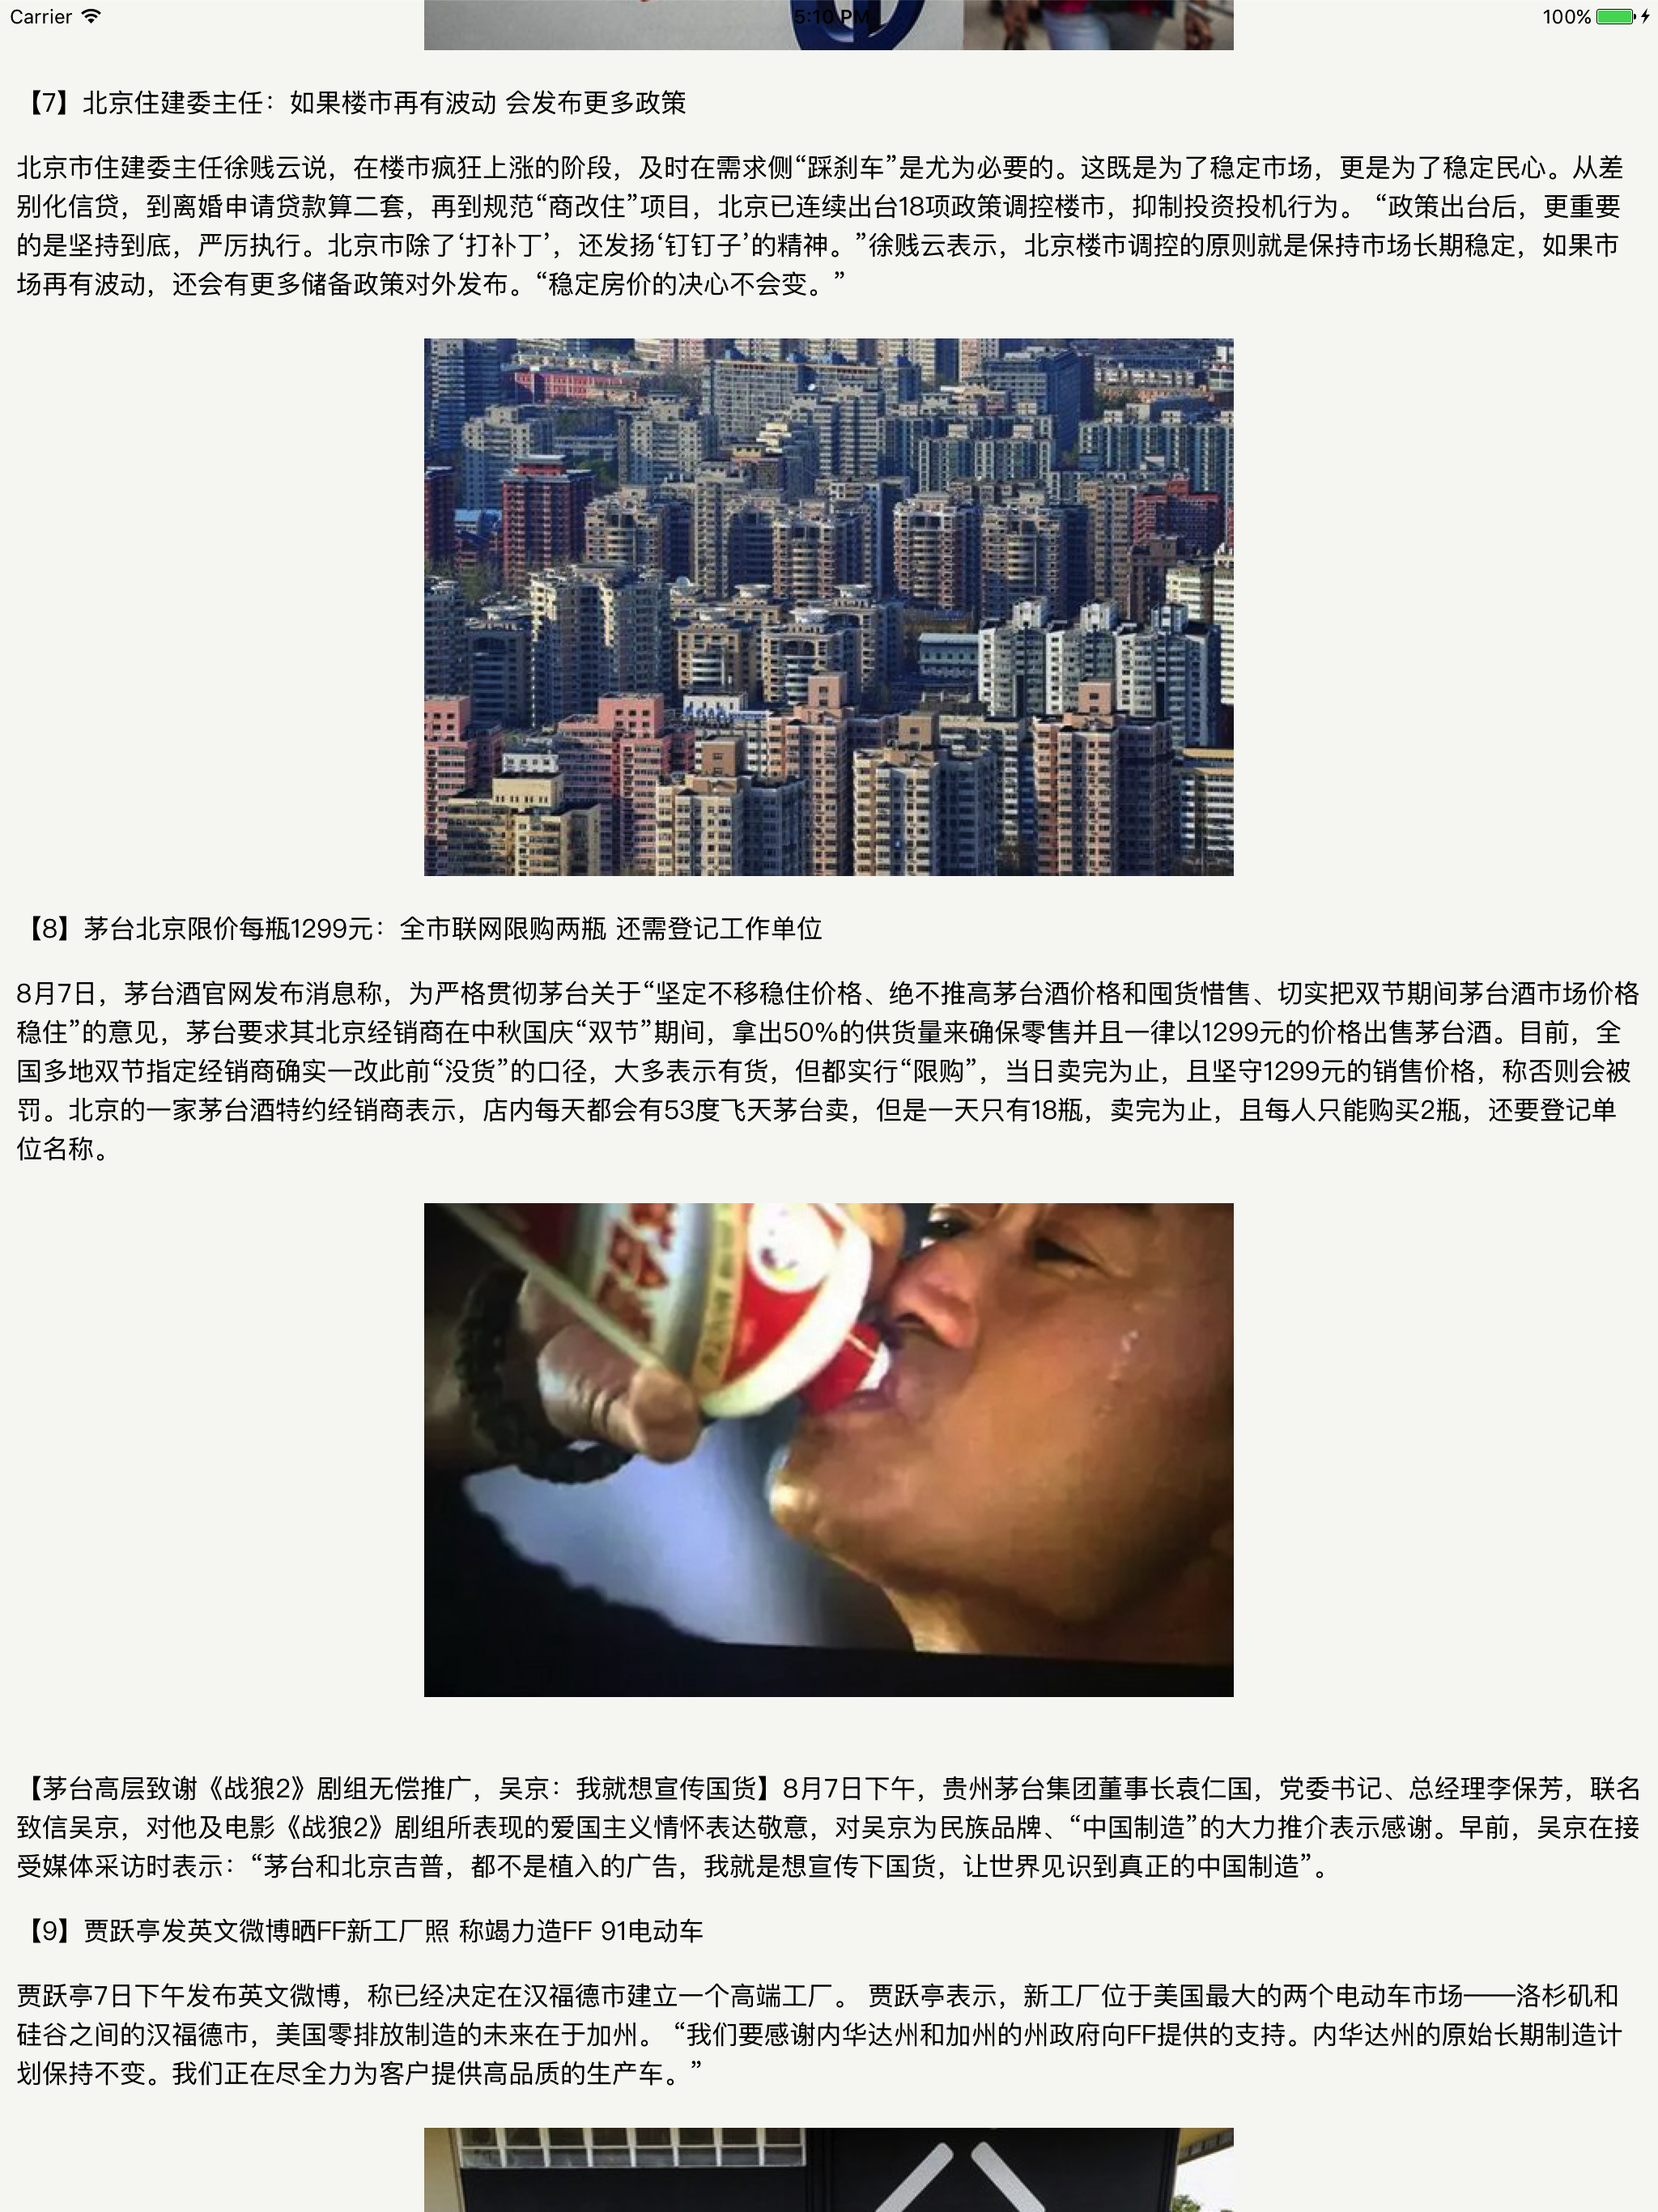 Carrier
5:10 PM
100%
【7】北京住建委主任：如果楼市再有波动 会发布更多政策
北京市住建委主任徐贱云说，在楼市疯狂上涨的阶段，及时在需求侧“踩刹车”是尤为必要的。这既是为了稳定市场，更是为了稳定民心。从差
别化信贷，到离婚申请贷款算二套，再到规范“商改住”项目，北京已连续出台18项政策调控楼市，抑制投资投机行为。 “政策出台后，更重要
的是坚持到底，严厉执行。北京市除了‘打补丁’，还发扬‘钉钉子’的精神。”徐贱云表示，北京楼市调控的原则就是保持市场长期稳定，如果市
场再有波动，还会有更多储备政策对外发布。“稳定房价的决心不会变。”
【8】茅台北京限价每瓶1299元：全市联网限购两瓶 还需登记工作单位
8月7日，茅台酒官网发布消息称，为严格贯彻茅台关于“坚定不移稳住价格、绝不推高茅台酒价格和囤货惜售、切实把双节期间茅台酒市场价格
稳住”的意见，茅台要求其北京经销商在中秋国庆“双节”期间，拿出50%的供货量来确保零售并且一律以1299元的价格出售茅台酒。目前，全
国多地双节指定经销商确实一改此前“没货”的口径，大多表示有货，但都实行“限购”，当日卖完为止，且坚守1299元的销售价格，称否则会被
罚。北京的一家茅台酒特约经销商表示，店内每天都会有53度飞天茅台卖，但是一天只有18瓶，卖完为止，且每人只能购买2瓶，还要登记单
位名称。
【茅台高层致谢《战狼2》剧组无偿推广，吴京：我就想宣传国货】8月7日下午，贵州茅台集团董事长袁仁国，党委书记、总经理李保芳，联名
致信吴京，对他及电影《战狼2》剧组所表现的爱国主义情怀表达敬意，对吴京为民族品牌、“中国制造”的大力推介表示感谢。早前，吴京在接
受媒体采访时表示：“茅台和北京吉普，都不是植入的广告，我就是想宣传下国货，让世界见识到真正的中国制造”。
【9】贾跃亭发英文微博晒FF新工厂照 称竭力造FF 91电动车
贾跃亭7日下午发布英文微博，称已经决定在汉福德市建立一个高端工厂。 贾跃亭表示，新工厂位于美国最大的两个电动车市场——洛杉矶和
硅谷之间的汉福德市，美国零排放制造的未来在于加州。 “我们要感谢内华达州和加州的州政府向FF提供的支持。内华达州的原始长期制造计
划保持不变。我们正在尽全力为客户提供高品质的生产车。”